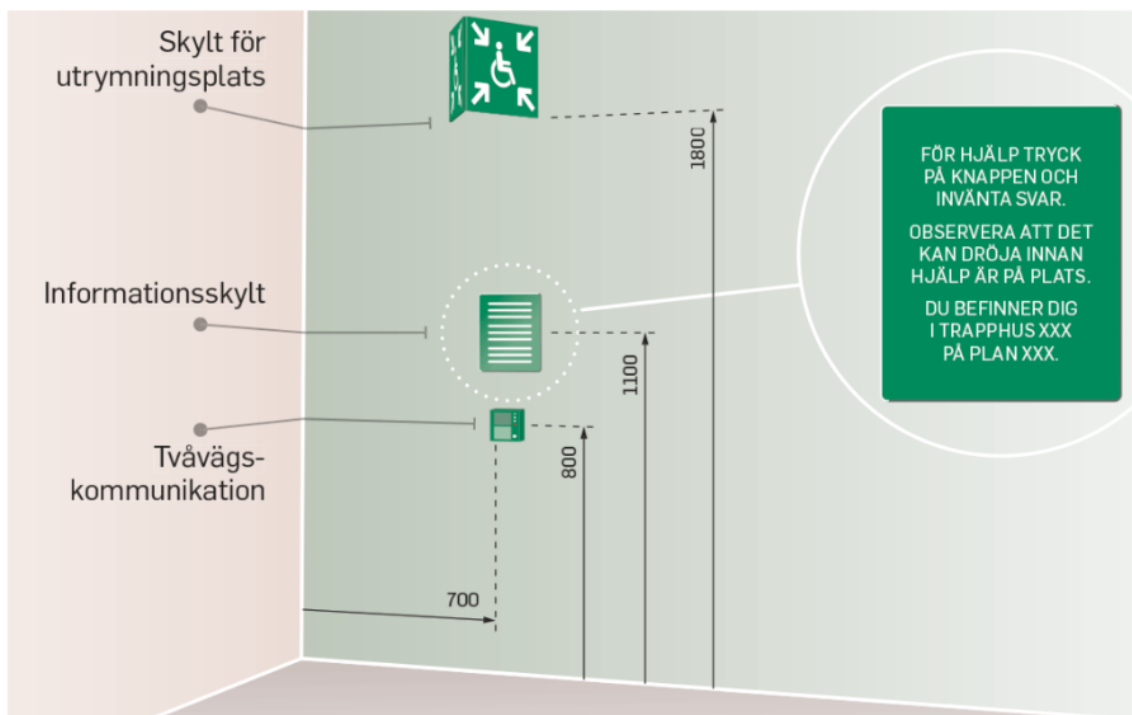 Skylt för
utrymningsplats
1800
Informationsskylt
1100
Tvåvägs-
kommunikation
800
700
FÖR HJÄLP TRYCK
PÅ KNAPPEN OCH
INVÄNTA SVAR.
OBSERVERA ATT DET
KAN DRÖJA INNAN
HJÄLP ÄR PÅ PLATS.
DU BEFINNER DIG
I TRAPPHUS XXX
PÅ PLAN XXX.